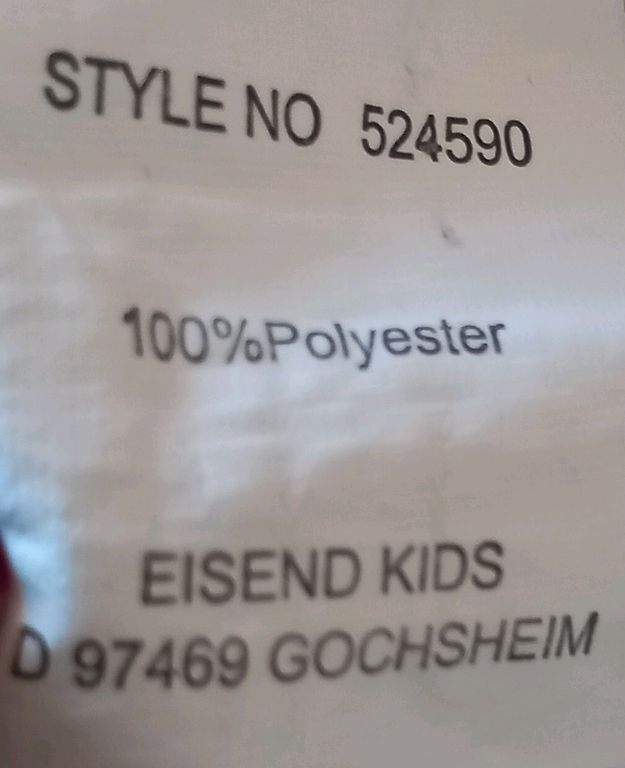 STYLE NO 524590
100%Polyester
EISEND KIDS
D 97469 GOCHSHEIM